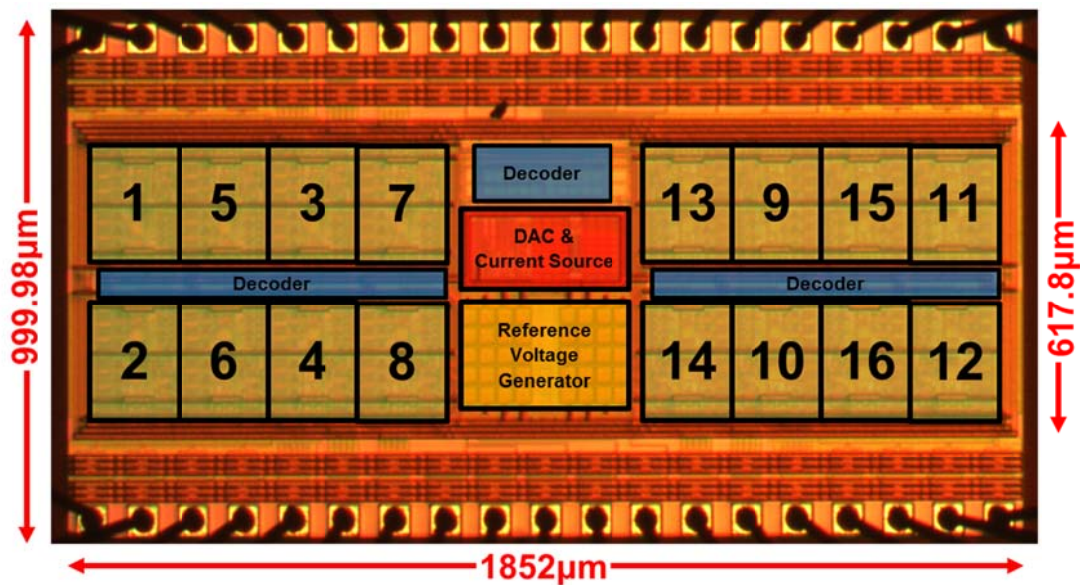 1 5 3 7
Decoder
13 9 15 11
DAC &
Current Source
Decoder
Decoder
2 6 4 8
Reference
Voltage
Generator
14 10 16 12
999.98µm
617.8µm
1852µm